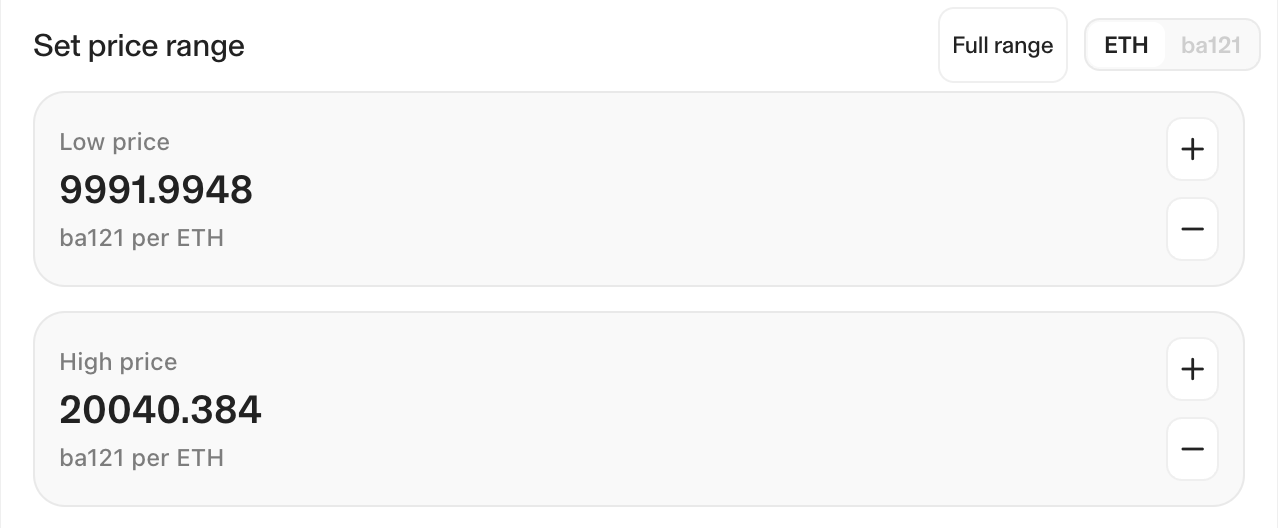 Set price range
Full range
ETH
ba121
Low price
9991.9948
ba121 per ETH
+
−
High price
20040.384
ba121 per ETH
+
−